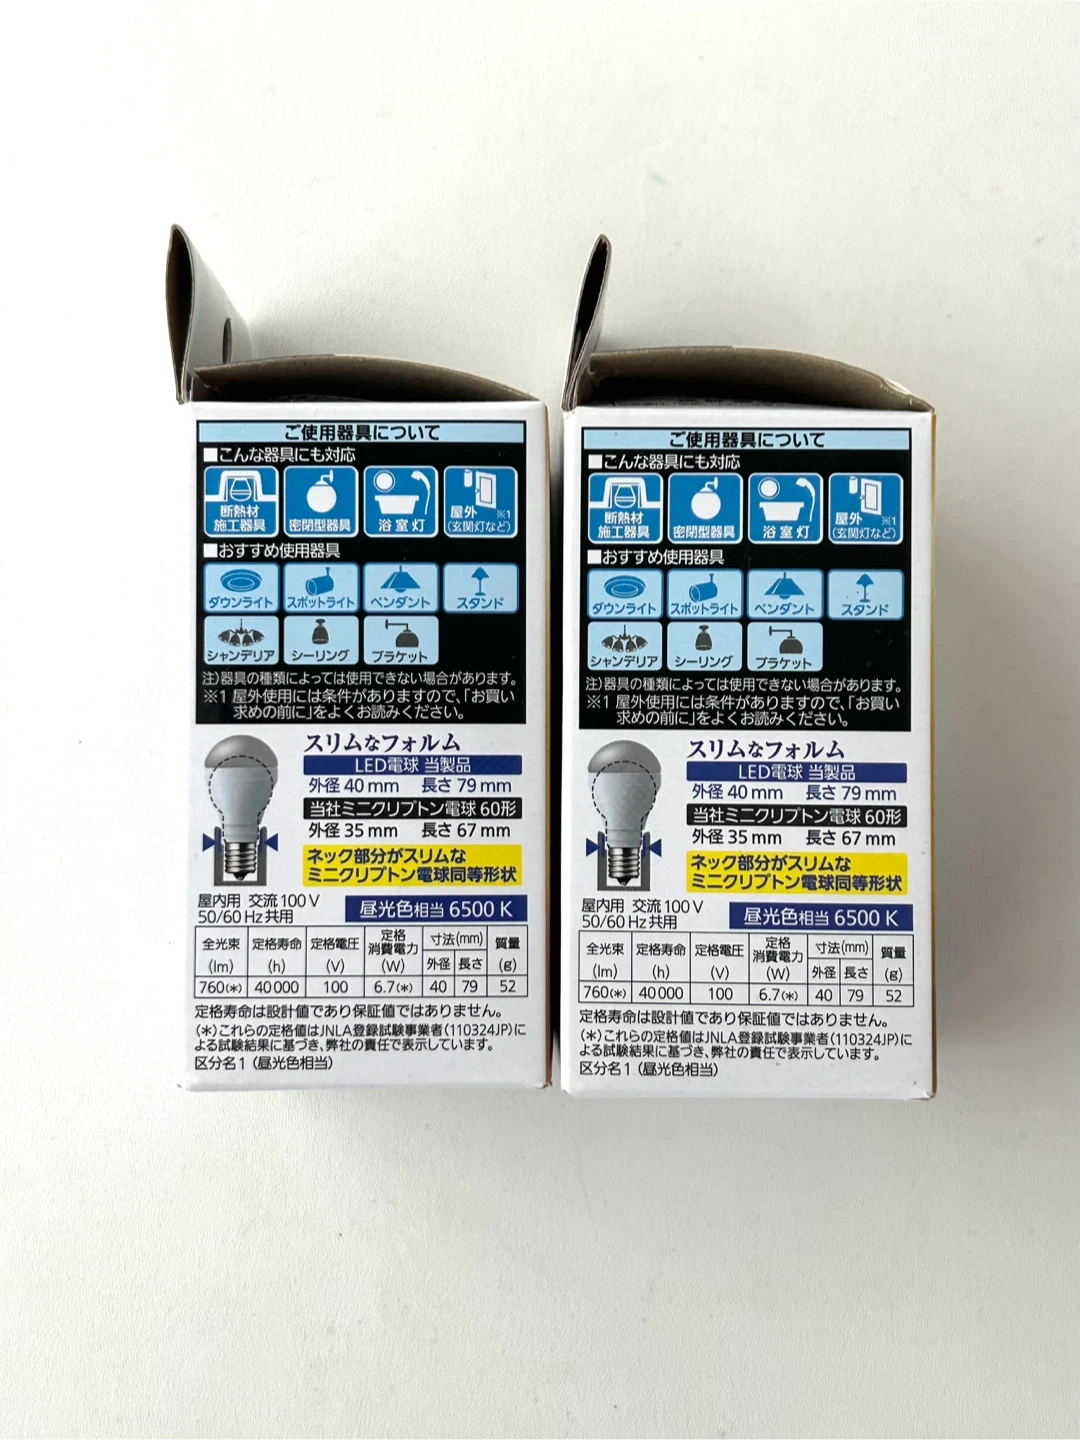 ご使用器具について
■こんな器具にも対応
断熱材
施工器具
密閉型器具
浴室灯
屋外 ※1
(玄関灯など)
■おすすめ使用器具
ダウンライト
スポットライト
ペンダント
スタンド
シャンデリア
シーリング
ブラケット
注)器具の種類によっては使用できない場合があります。
※1 屋外使用には条件がありますので、「お買い
求めの前に」をよくお読みください。
スリムなフォルム
LED電球 当製品
外径 40 mm 長さ 79 mm
当社ミニクリプトン電球 60形
外径 35 mm 長さ 67 mm
ネック部分がスリムな
ミニクリプトン電球同等形状
屋内用 交流 100 V
50/60 Hz 共用
昼光色相当 6500 K
全光束 定格寿命 定格電圧 定格消費電力 寸法(mm) 質量
(lm) (h) (V) (W) 外径 長さ (g)
760(*) 40 000 100 6.7(*) 40 79 52
定格寿命は設計値であり保証値ではありません。
(*)これらの定格値はJNLA登録試験事業者(110324JP)に
よる試験結果に基づき、弊社の責任で表示しています。
区分名1(昼光色相当)
ご使用器具について
■こんな器具にも対応
断熱材
施工器具
密閉型器具
浴室灯
屋外 ※1
(玄関灯など)
■おすすめ使用器具
ダウンライト
スポットライト
ペンダント
スタンド
シャンデリア
シーリング
ブラケット
注)器具の種類によっては使用できない場合があります。
※1 屋外使用には条件がありますので、「お買い
求めの前に」をよくお読みください。
スリムなフォルム
LED電球 当製品
外径 40 mm 長さ 79 mm
当社ミニクリプトン電球 60形
外径 35 mm 長さ 67 mm
ネック部分がスリムな
ミニクリプトン電球同等形状
屋内用 交流 100 V
50/60 Hz 共用
昼光色相当 6500 K
全光束 定格寿命 定格電圧 定格消費電力 寸法(mm) 質量
(lm) (h) (V) (W) 外径 長さ (g)
760(*) 40 000 100 6.7(*) 40 79 52
定格寿命は設計値であり保証値ではありません。
(*)これらの定格値はJNLA登録試験事業者(110324JP)に
よる試験結果に基づき、弊社の責任で表示しています。
区分名1(昼光色相当)